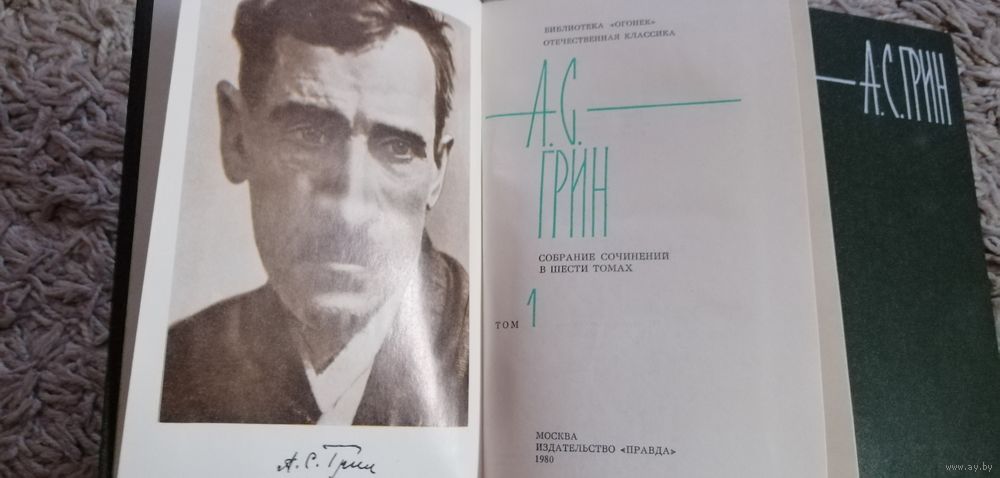 А. С. Грин
БИБЛИОТЕКА «ОГОНЕК»
ОТЕЧЕСТВЕННАЯ КЛАССИКА
А.С.
ГРИН
СОБРАНИЕ СОЧИНЕНИЙ
В ШЕСТИ ТОМАХ
ТОМ 1
МОСКВА
ИЗДАТЕЛЬСТВО «ПРАВДА»
1980
А.С.ГРИН
www.ay.by